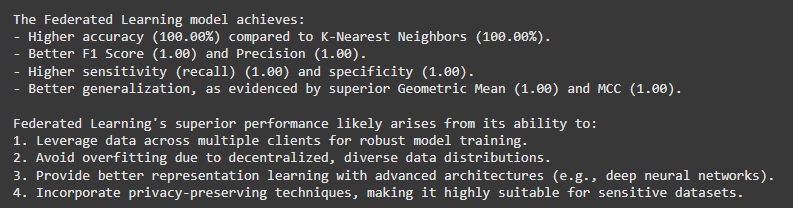 The Federated Learning model achieves:
- Higher accuracy (100.00%) compared to K-Nearest Neighbors (100.00%).
- Better F1 Score (1.00) and Precision (1.00).
- Higher sensitivity (recall) (1.00) and specificity (1.00).
- Better generalization, as evidenced by superior Geometric Mean (1.00) and MCC (1.00).
Federated Learning's superior performance likely arises from its ability to:
1. Leverage data across multiple clients for robust model training.
2. Avoid overfitting due to decentralized, diverse data distributions.
3. Provide better representation learning with advanced architectures (e.g., deep neural networks).
4. Incorporate privacy-preserving techniques, making it highly suitable for sensitive datasets.